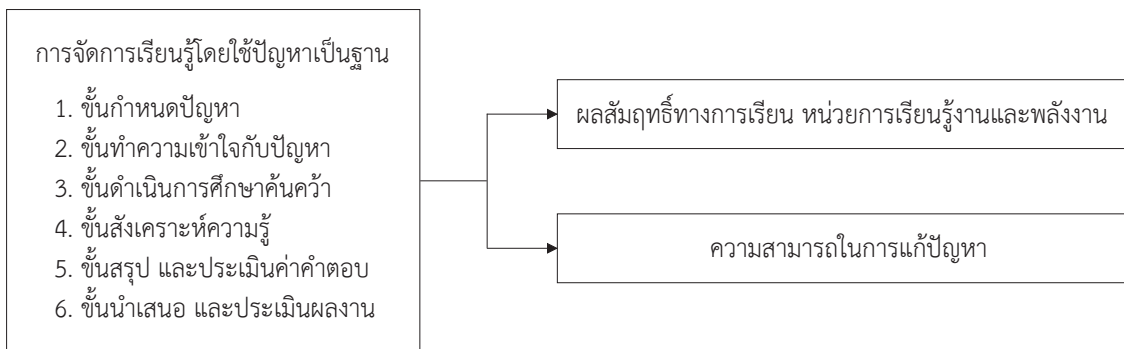 การจัดการเรียนรู้โดยใช้ปัญหาเป็นฐาน
1. ขั้นกำหนดปัญหา
2. ขั้นทำความเข้าใจกับปัญหา
3. ขั้นดำเนินการศึกษาค้นคว้า
4. ขั้นสังเคราะห์ความรู้
5. ขั้นสรุป และประเมินค่าคำตอบ
6. ขั้นนำเสนอ และประเมินผลงาน
ผลสัมฤทธิ์ทางการเรียน หน่วยการเรียนรู้งานและพลังงาน
ความสามารถในการแก้ปัญหา